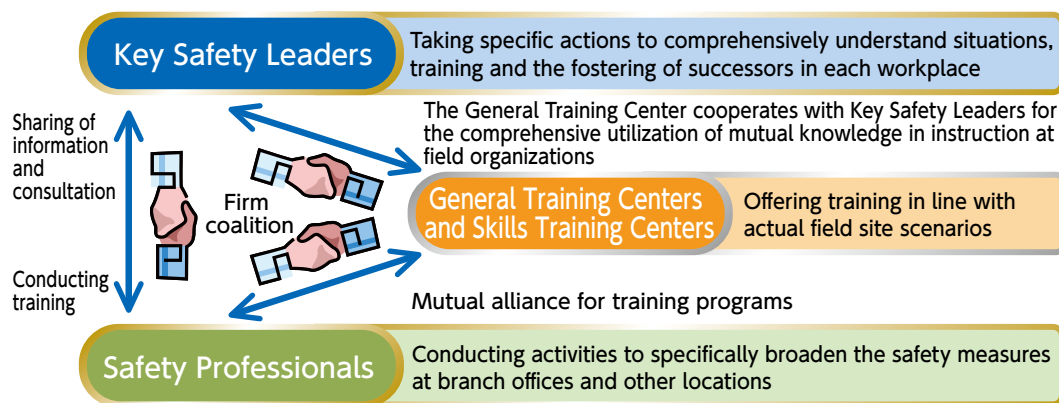 Key Safety Leaders
Taking specific actions to comprehensively understand situations,
training and the fostering of successors in each workplace
Sharing of
information
and
consultation
The General Training Center cooperates with Key Safety Leaders for
the comprehensive utilization of mutual knowledge in instruction at
field organizations
Firm
coalition
General Training Centers
and Skills Training Centers
Offering training in line with
actual field site scenarios
Conducting
training
Mutual alliance for training programs
Safety Professionals
Conducting activities to specifically broaden the safety measures
at branch offices and other locations